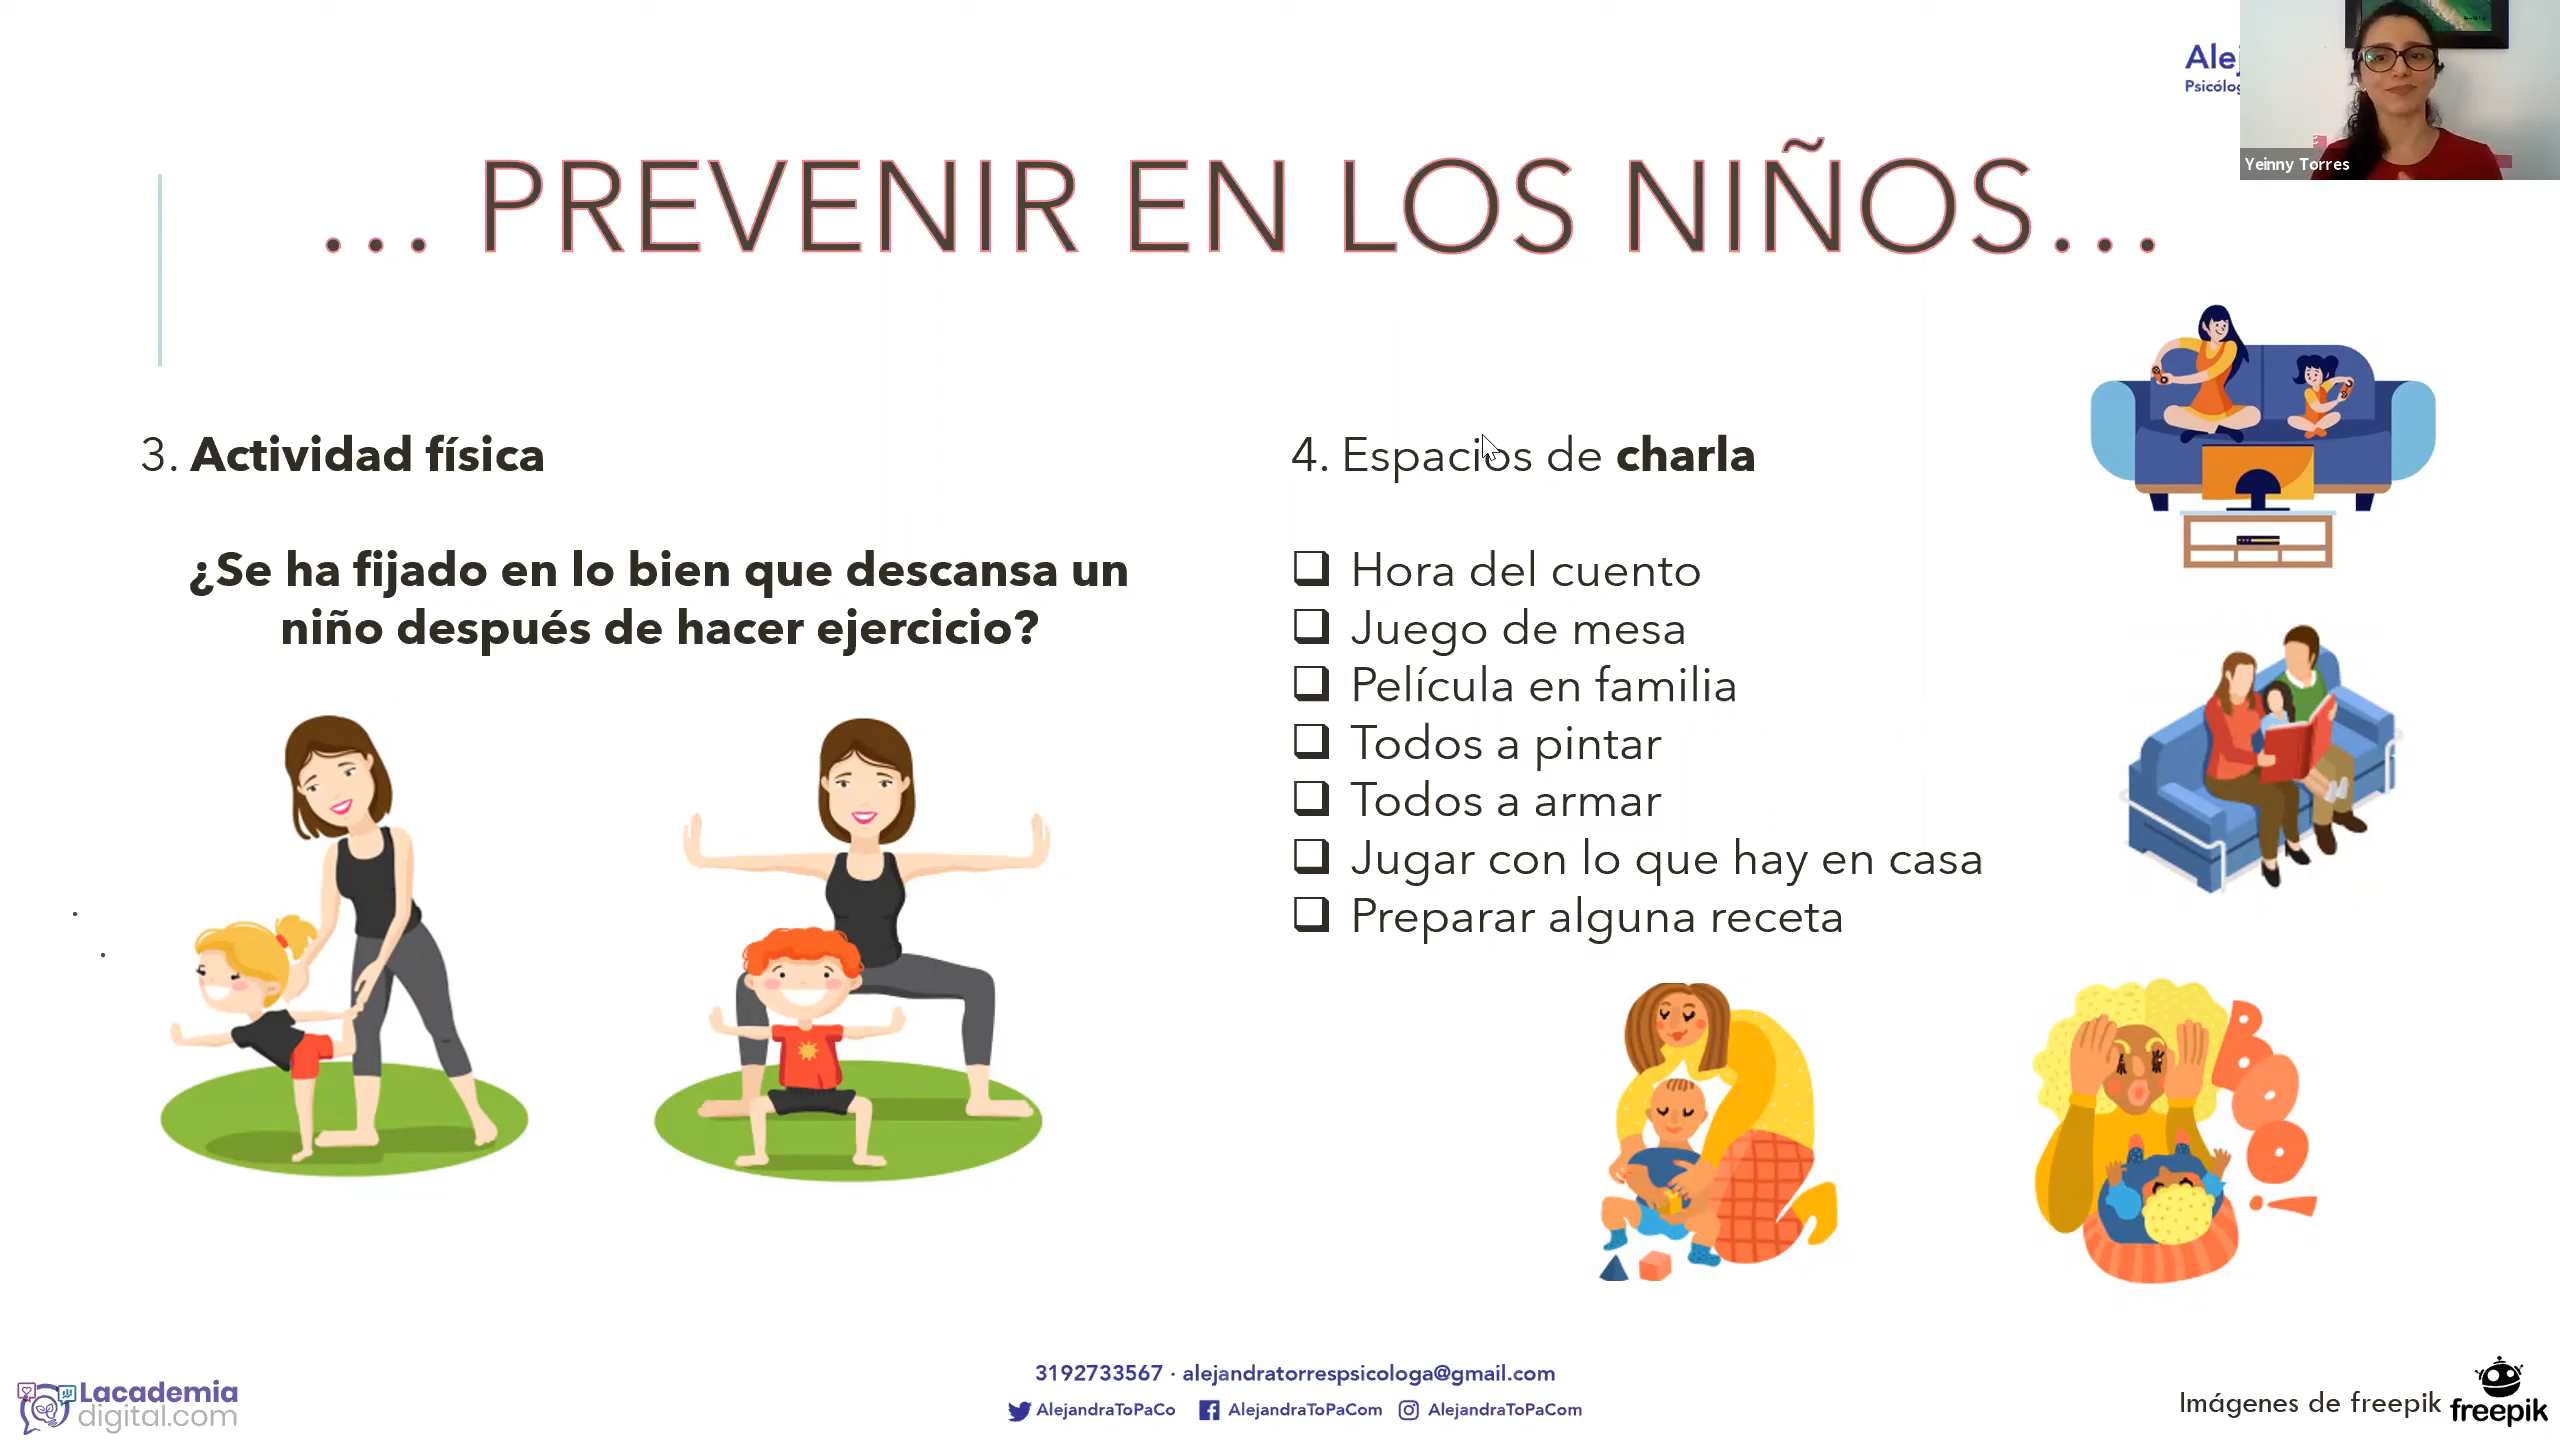 Ale
Psicólo
Yeinny Torres
... PREVENIR EN LOS NIÑOS...
3. Actividad física
¿Se ha fijado en lo bien que descansa un
niño después de hacer ejercicio?
4. Espacios de charla
❑ Hora del cuento
❑ Juego de mesa
❑ Película en familia
❑ Todos a pintar
❑ Todos a armar
❑ Jugar con lo que hay en casa
❑ Preparar alguna receta
BOO!
Lacademia
digital.com
3192733567 · alejandratorrespsicologa@gmail.com
AlejandraToPaCo AlejandraToPaCom AlejandraToPaCom
Imágenes de freepik freepik